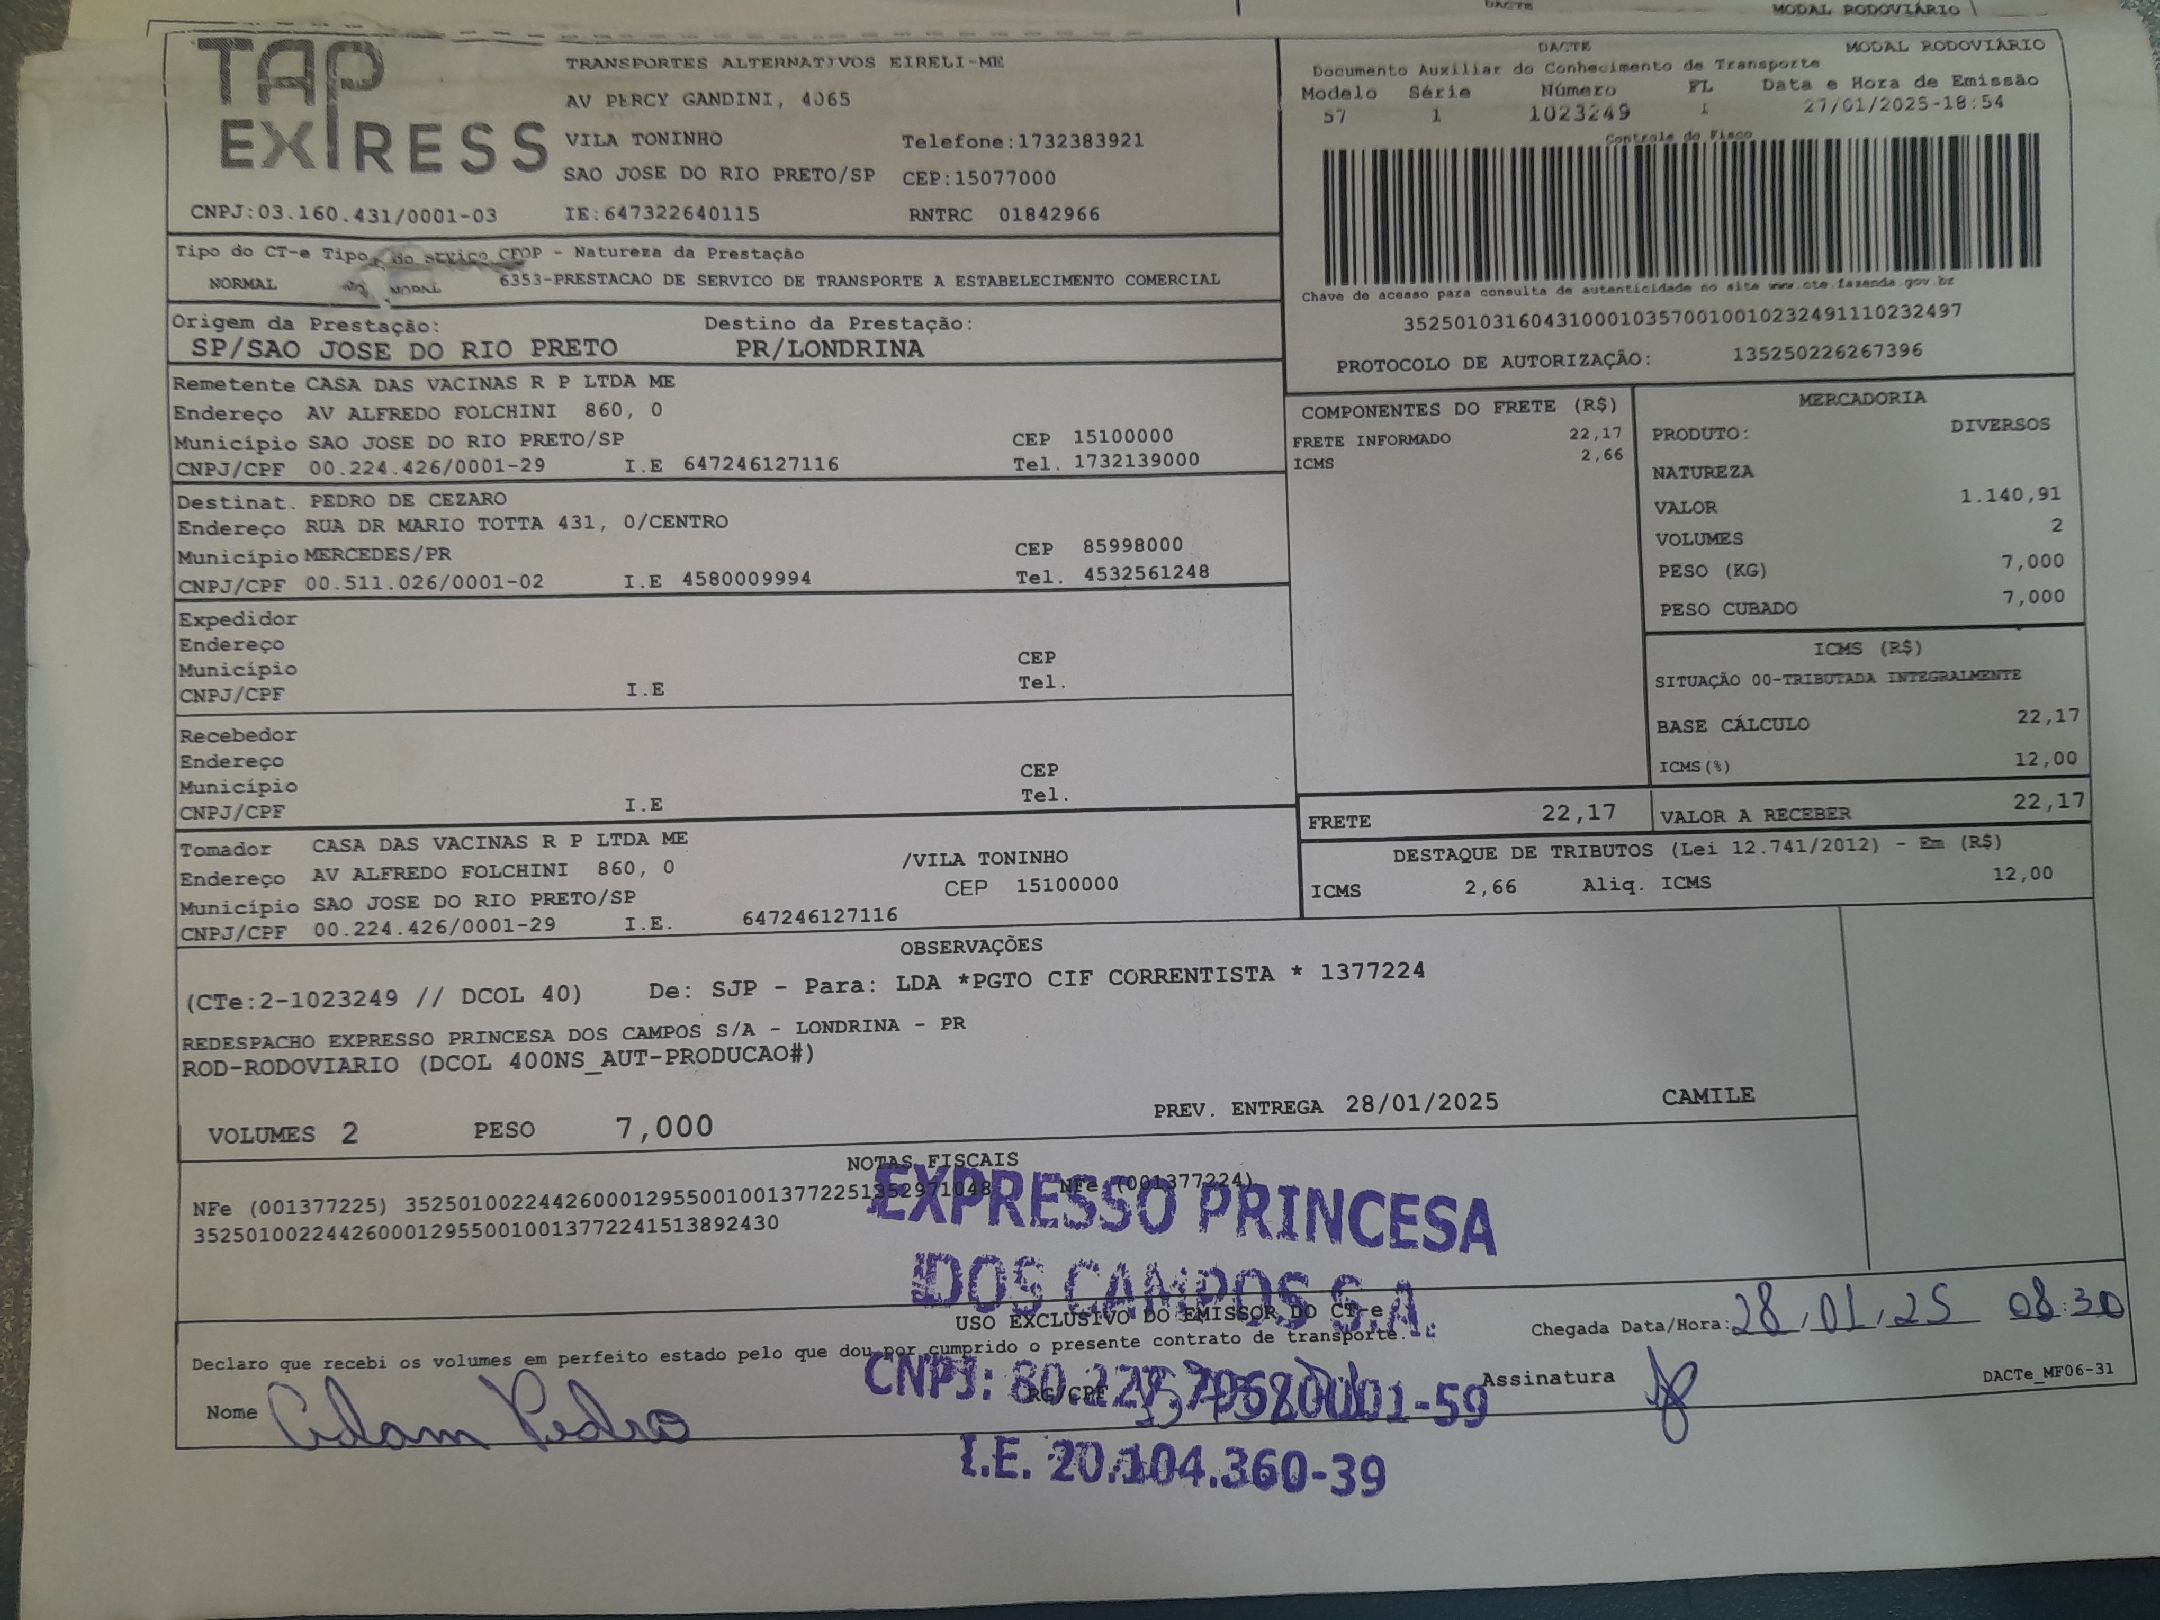 DACTE MODAL RODOVIÁRIO
TAP EXPRESS
TRANSPORTES ALTERNATIVOS EIRELI-ME
AV PERCY GANDINI, 4065
VILA TONINHO Telefone:1732383921
SAO JOSE DO RIO PRETO/SP CEP:15077000
CNPJ:03.160.431/0001-03 IE:647322640115 RNTRC 01842966
DACTE MODAL RODOVIÁRIO
Documento Auxiliar do Conhecimento de Transporte
Modelo Série Número FL Data e Hora de Emissão
57 1 1023249 1 27/01/2025-18:54
Controle do Fisco
Chave de acesso para consulta de autenticidade no site www.cte.fazenda.gov.br
35250103160431000103570010010232491110232497
PROTOCOLO DE AUTORIZAÇÃO: 135250226267396
Tipo do CT-e Tipo do CFOP - Natureza da Prestação
NORMAL 6353-PRESTACAO DE SERVICO DE TRANSPORTE A ESTABELECIMENTO COMERCIAL
Origem da Prestação: Destino da Prestação:
SP/SAO JOSE DO RIO PRETO PR/LONDRINA
Remetente CASA DAS VACINAS R P LTDA ME
Endereço AV ALFREDO FOLCHINI 860, 0
Município SAO JOSE DO RIO PRETO/SP CEP 15100000
CNPJ/CPF 00.224.426/0001-29 I.E 647246127116 Tel. 1732139000
Destinat. PEDRO DE CEZARO
Endereço RUA DR MARIO TOTTA 431, 0/CENTRO
Município MERCEDES/PR CEP 85998000
CNPJ/CPF 00.511.026/0001-02 I.E 4580009994 Tel. 4532561248
Expedidor
Endereço
Município CEP
CNPJ/CPF I.E Tel.
Recebedor
Endereço
Município CEP
CNPJ/CPF I.E Tel.
Tomador CASA DAS VACINAS R P LTDA ME
Endereço AV ALFREDO FOLCHINI 860, 0 /VILA TONINHO
Município SAO JOSE DO RIO PRETO/SP CEP 15100000
CNPJ/CPF 00.224.426/0001-29 I.E. 647246127116
COMPONENTES DO FRETE (R$)
FRETE INFORMADO 22,17
ICMS 2,66
MERCADORIA
PRODUTO: DIVERSOS
NATUREZA
VALOR 1.140,91
VOLUMES 2
PESO (KG) 7,000
PESO CUBADO 7,000
ICMS (R$)
SITUAÇÃO 00-TRIBUTADA INTEGRALMENTE
BASE CÁLCULO 22,17
ICMS(%) 12,00
FRETE 22,17 VALOR A RECEBER 22,17
DESTAQUE DE TRIBUTOS (Lei 12.741/2012) - Em (R$)
ICMS 2,66 Aliq. ICMS 12,00
OBSERVAÇÕES
(CTe:2-1023249 // DCOL 40) De: SJP - Para: LDA *PGTO CIF CORRENTISTA * 1377224
REDESPACHO EXPRESSO PRINCESA DOS CAMPOS S/A - LONDRINA - PR
ROD-RODOVIARIO (DCOL 400NS_AUT-PRODUCAO#)
VOLUMES 2 PESO 7,000 PREV. ENTREGA 28/01/2025 CAMILE
NOTAS FISCAIS
NFe (001377225) 35250100224426000129550010013772251352971048 NFe (001377224)
35250100224426000129550010013772241513892430
EXPRESSO PRINCESA
DOS CAMPOS S.A.
CNPJ: 80.227.796/0001-59
I.E. 20.104.360-39
USO EXCLUSIVO DO EMISSOR DO CT-e
Declaro que recebi os volumes em perfeito estado pelo que dou por cumprido o presente contrato de transporte.
Chegada Data/Hora: 28/01/25 08:30
Nome Adam Pedro RG/CPF Assinatura
DACTe_MF06-31